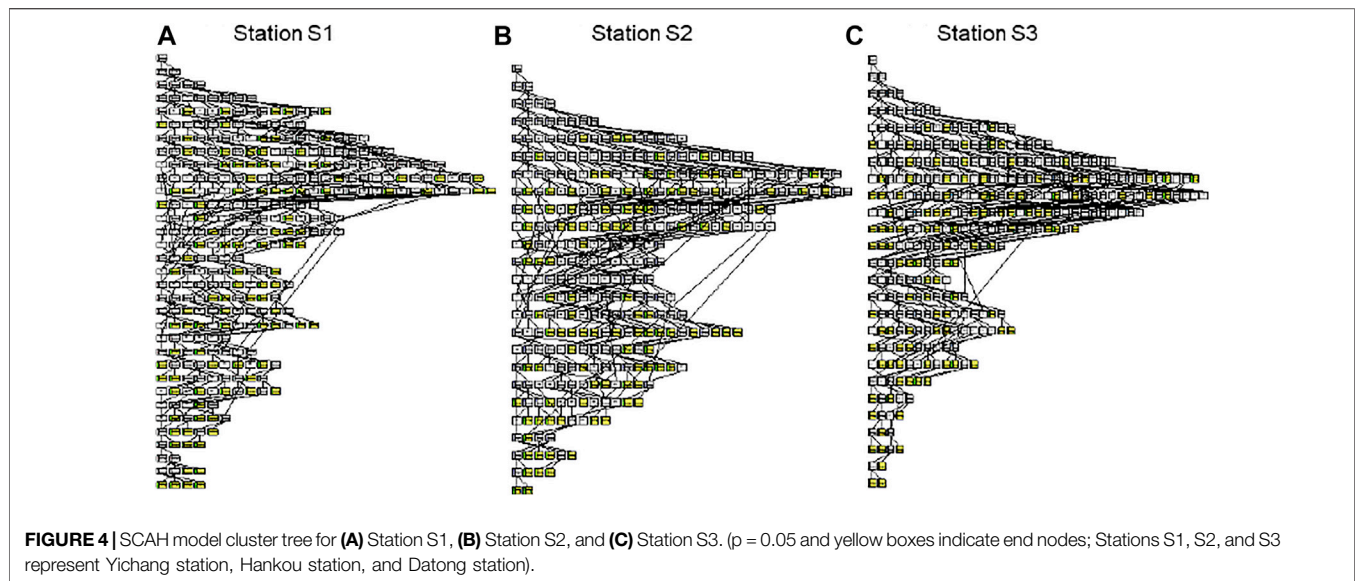 A Station S1
B Station S2
C Station S3
FIGURE 4 | SCAH model cluster tree for (A) Station S1, (B) Station S2, and (C) Station S3. (p = 0.05 and yellow boxes indicate end nodes; Stations S1, S2, and S3
represent Yichang station, Hankou station, and Datong station).